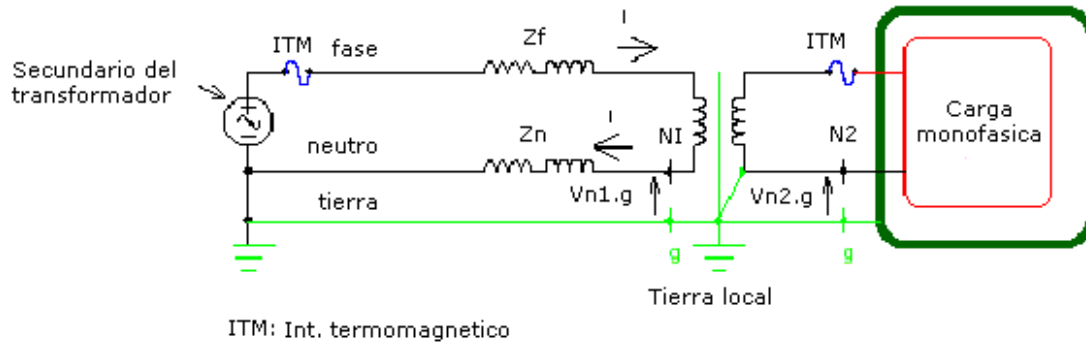 ITM
fase
Zf
I
ITM
Secundario del
transformador
Carga
monofasica
neutro
Zn
I
NI
N2
tierra
Vn1.g
Vn2.g
g
g
Tierra local
ITM: Int. termomagnetico